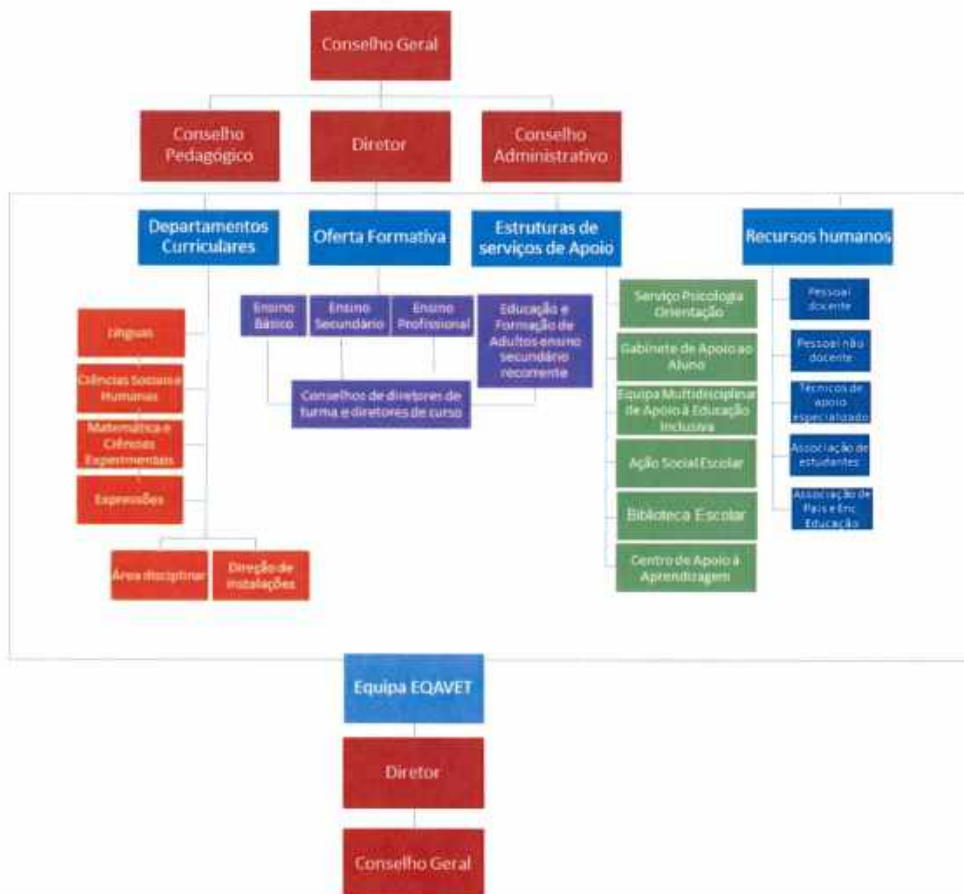 Conselho Geral
Conselho
Pedagógico
Diretor
Conselho
Administrativo
Departamentos
Curriculares
Oferta Formativa
Estruturas de
serviços de Apoio
Recursos humanos
Línguas
Ciências Sociais e
Humanas
Matemática e
Ciências
Experimentais
Expressões
Área disciplinar
Direção de
instalações
Ensino
Básico
Ensino
Secundário
Ensino
Profissional
Educação e
Formação de
Adultos ensino
secundário
recorrente
Conselhos de diretores de
turma e diretores de curso
Serviço Psicologia
Orientação
Gabinete de Apoio ao
Aluno
Equipa Multidisciplinar
de Apoio à Educação
Inclusiva
Ação Social Escolar
Biblioteca Escolar
Centro de Apoio à
Aprendizagem
Pessoal
docente
Pessoal não
docente
Técnicos de
apoio
especializado
Associação de
estudantes
Associação de
Pais e Enc
Educação
Equipa EQAVET
Diretor
Conselho Geral